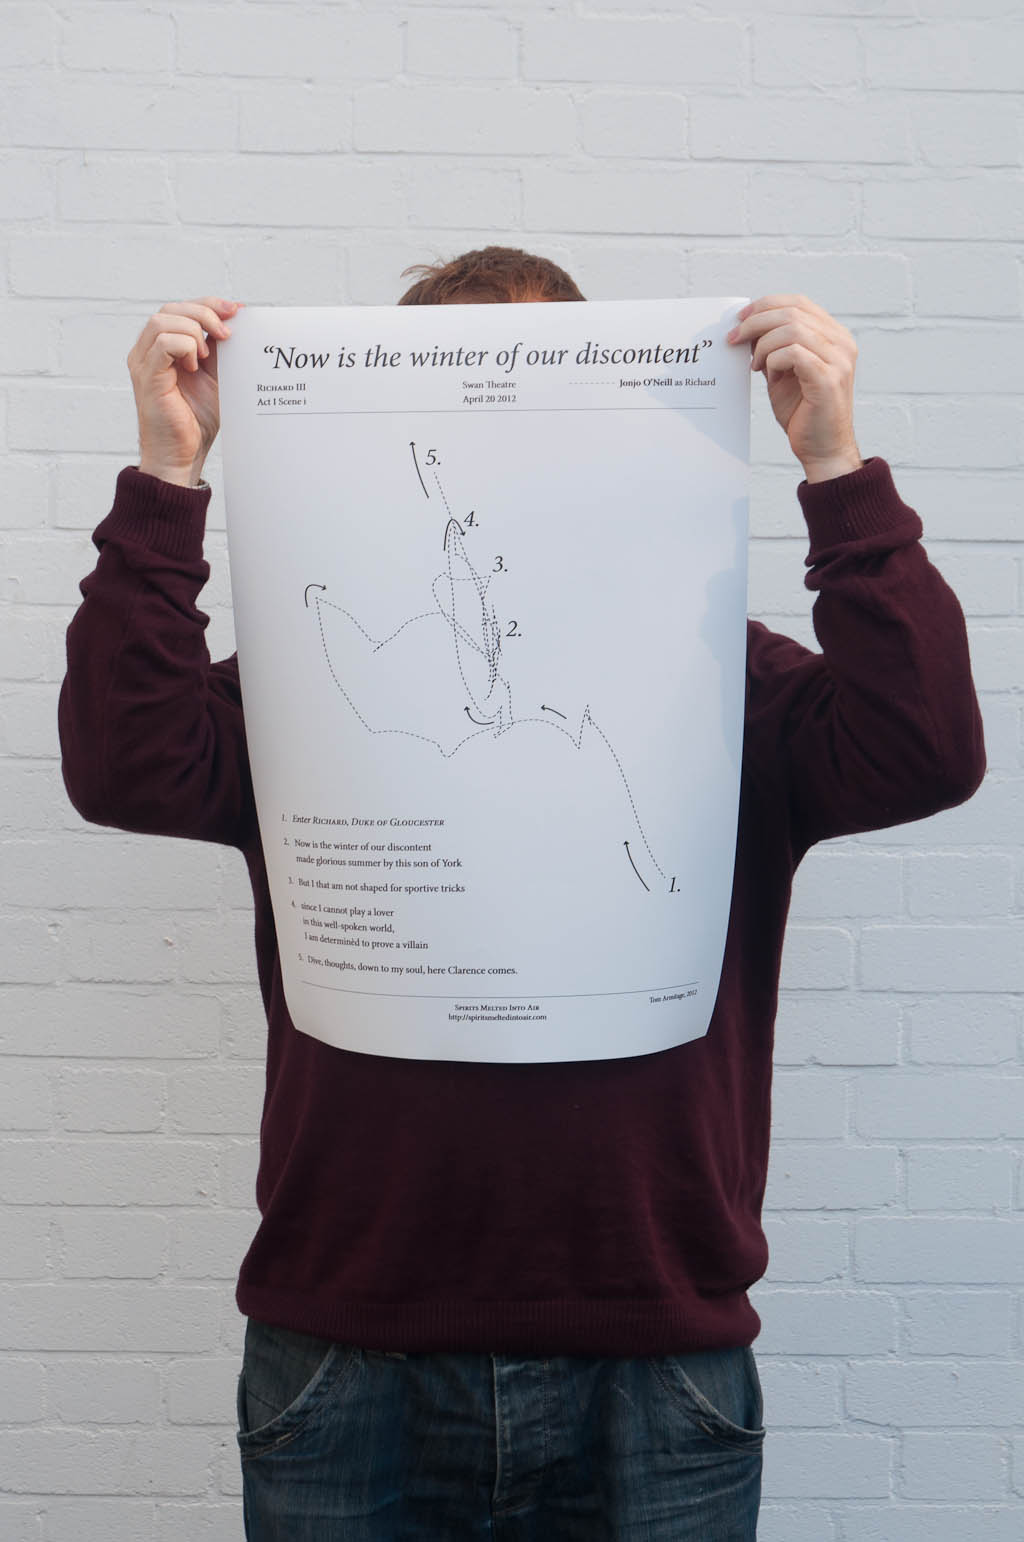 “Now is the winter of our discontent”
Richard III
Act I Scene i
Swan Theatre
April 20 2012
Jonjo O’Neill as Richard
5.
4.
3.
2.
1.
1. Enter Richard, Duke of Gloucester
2. Now is the winter of our discontent
made glorious summer by this son of York
3. But I that am not shaped for sportive tricks
4. since I cannot play a lover
in this well-spoken world,
I am determinèd to prove a villain
5. Dive, thoughts, down to my soul, here Clarence comes.
Spirits Melted Into Air
http://spiritsmeltedintoair.com
Tom Armitage, 2012